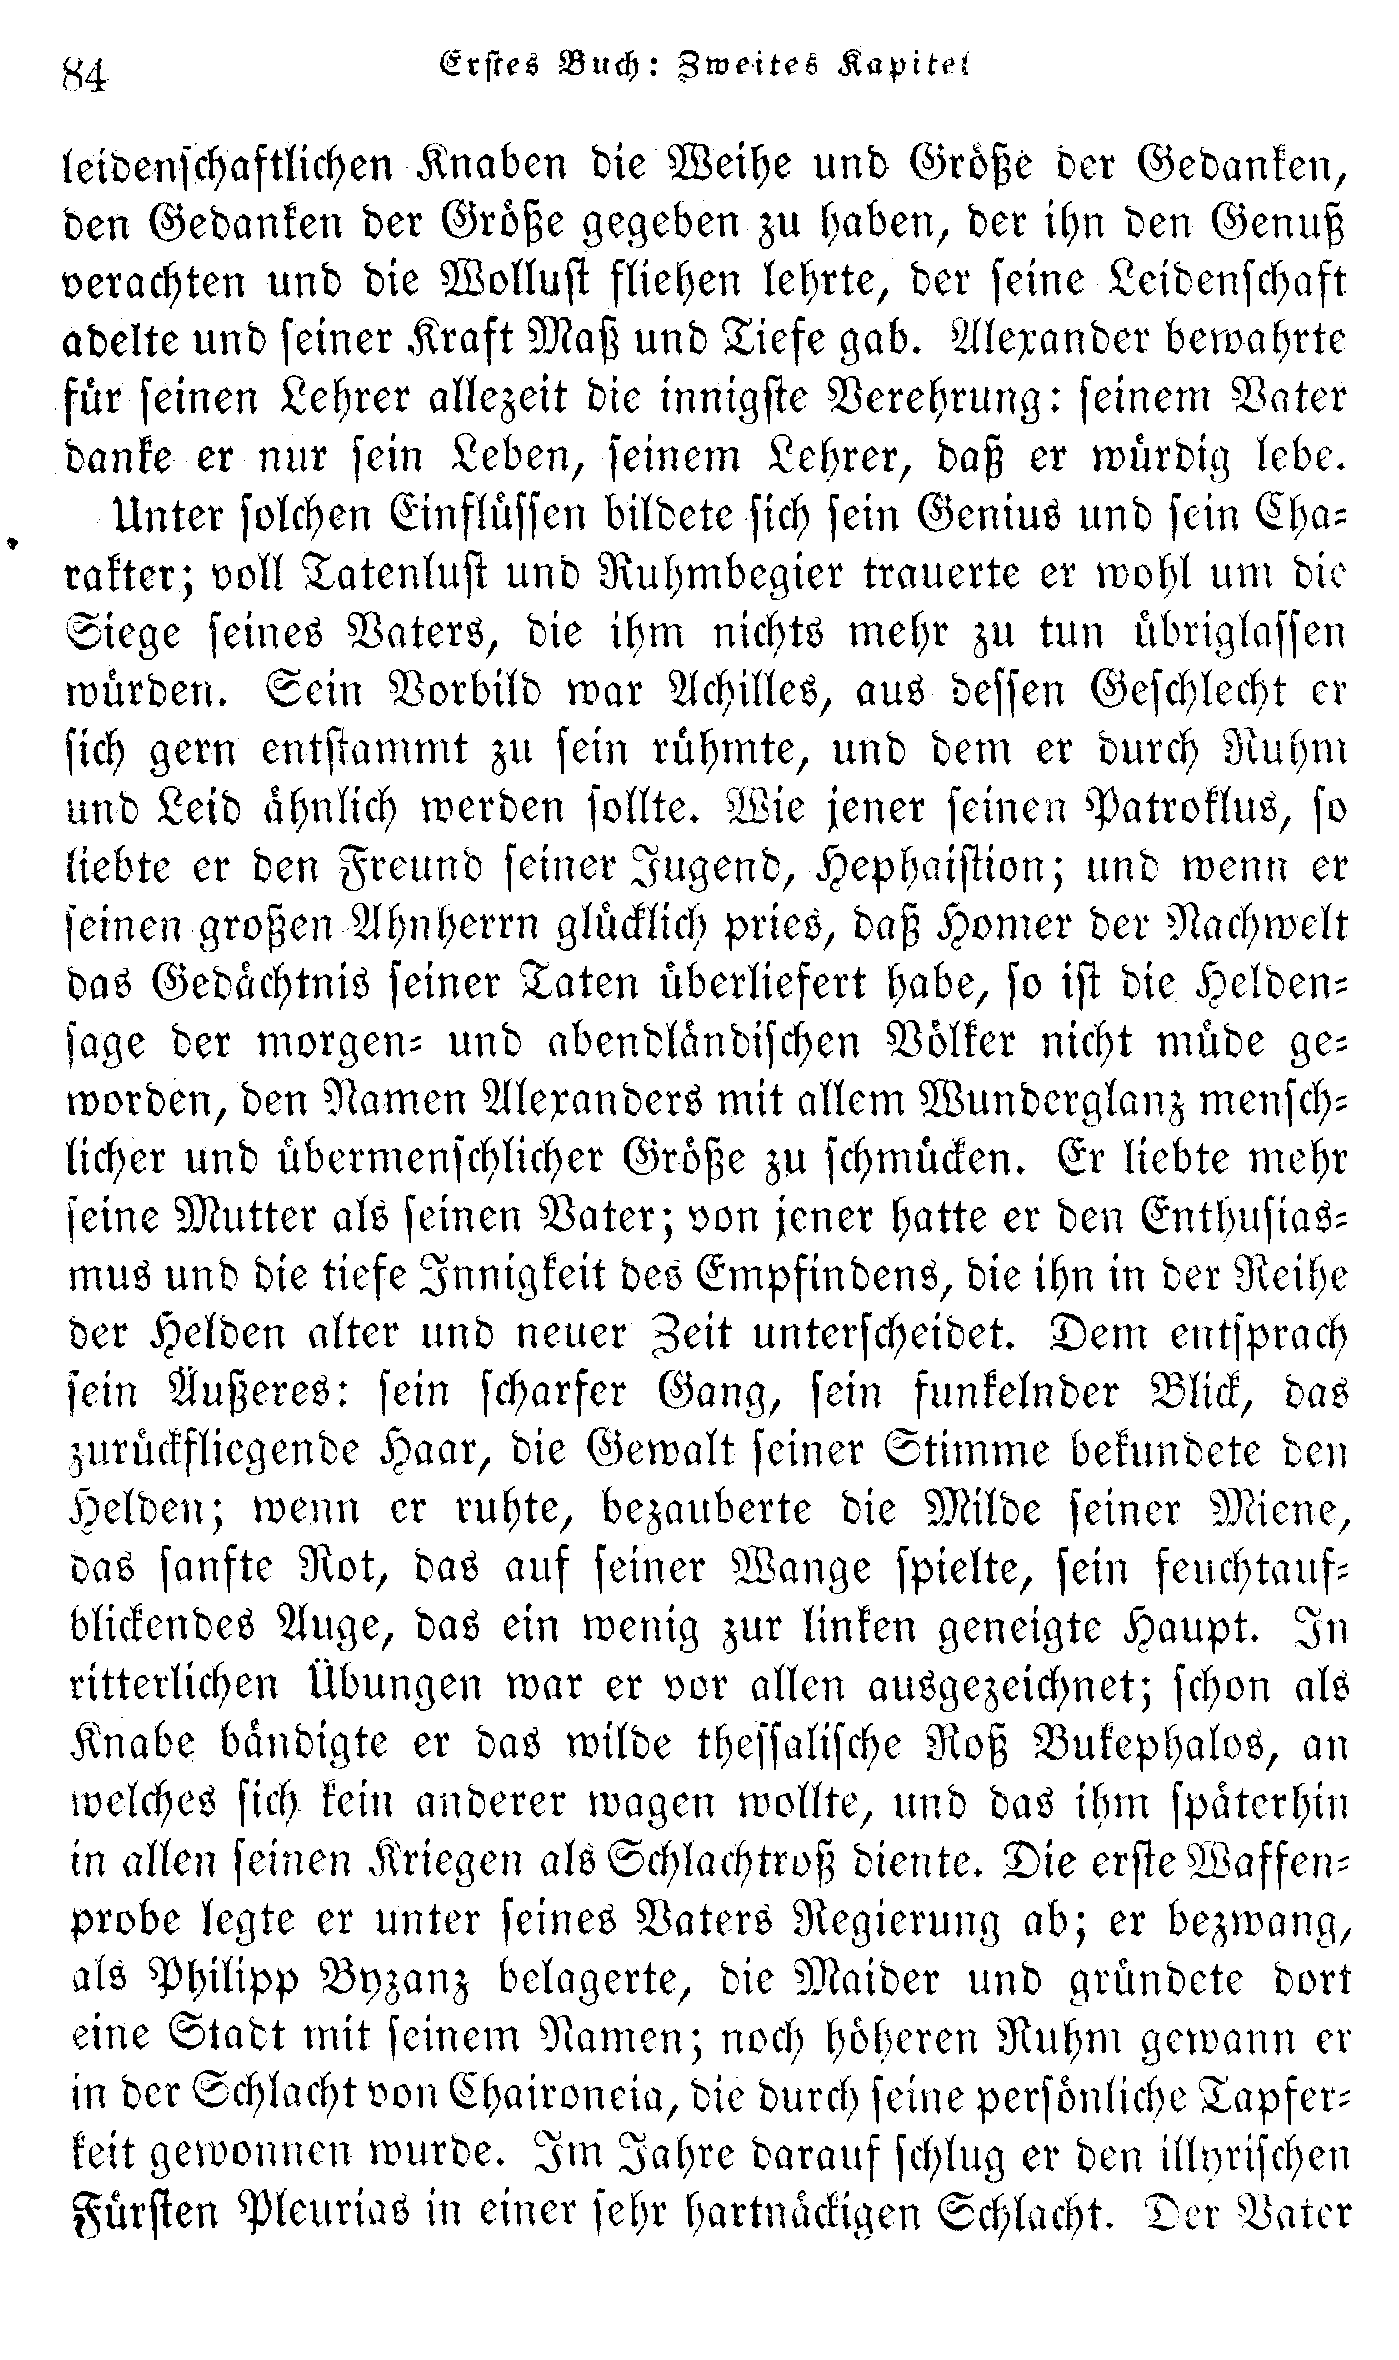 84
Erstes Buch: Zweites Kapitel
leidenschaftlichen Knaben die Weihe und Größe der Gedanken,
den Gedanken der Größe gegeben zu haben, der ihn den Genuß
verachten und die Wollust fliehen lehrte, der seine Leidenschaft
adelte und seiner Kraft Maß und Tiefe gab. Alexander bewahrte
für seinen Lehrer allezeit die innigste Verehrung: seinem Vater
danke er nur sein Leben, seinem Lehrer, daß er würdig lebe.
Unter solchen Einflüssen bildete sich sein Genius und sein Cha-
rakter; voll Tatenlust und Ruhmbegier trauerte er wohl um die
Siege seines Vaters, die ihm nichts mehr zu tun übriglassen
würden. Sein Vorbild war Achilles, aus dessen Geschlecht er
sich gern entstammt zu sein rühmte, und dem er durch Ruhm
und Leid ähnlich werden sollte. Wie jener seinen Patroklus, so
liebte er den Freund seiner Jugend, Hephaistion; und wenn er
seinen großen Ahnherrn glücklich pries, daß Homer der Nachwelt
das Gedächtnis seiner Taten überliefert habe, so ist die Helden-
sage der morgen- und abendländischen Völker nicht müde ge-
worden, den Namen Alexanders mit allem Wunderglanz mensch-
licher und übermenschlicher Größe zu schmücken. Er liebte mehr
seine Mutter als seinen Vater; von jener hatte er den Enthusias-
mus und die tiefe Innigkeit des Empfindens, die ihn in der Reihe
der Helden alter und neuer Zeit unterscheidet. Dem entsprach
sein Äußeres: sein scharfer Gang, sein funkelnder Blick, das
zurückfliegende Haar, die Gewalt seiner Stimme bekundete den
Helden; wenn er ruhte, bezauberte die Milde seiner Miene,
das sanfte Rot, das auf seiner Wange spielte, sein feuchtauf-
blickendes Auge, das ein wenig zur linken geneigte Haupt. In
ritterlichen Übungen war er vor allen ausgezeichnet; schon als
Knabe bändigte er das wilde thessalische Roß Bukephalos, an
welches sich kein anderer wagen wollte, und das ihm späterhin
in allen seinen Kriegen als Schlachtroß diente. Die erste Waffen-
probe legte er unter seines Vaters Regierung ab; er bezwang,
als Philipp Byzanz belagerte, die Maider und gründete dort
eine Stadt mit seinem Namen; noch höheren Ruhm gewann er
in der Schlacht von Chaironeia, die durch seine persönliche Tapfer-
keit gewonnen wurde. Im Jahre darauf schlug er den illyrischen
Fürsten Pleurias in einer sehr hartnäckigen Schlacht. Der Vater